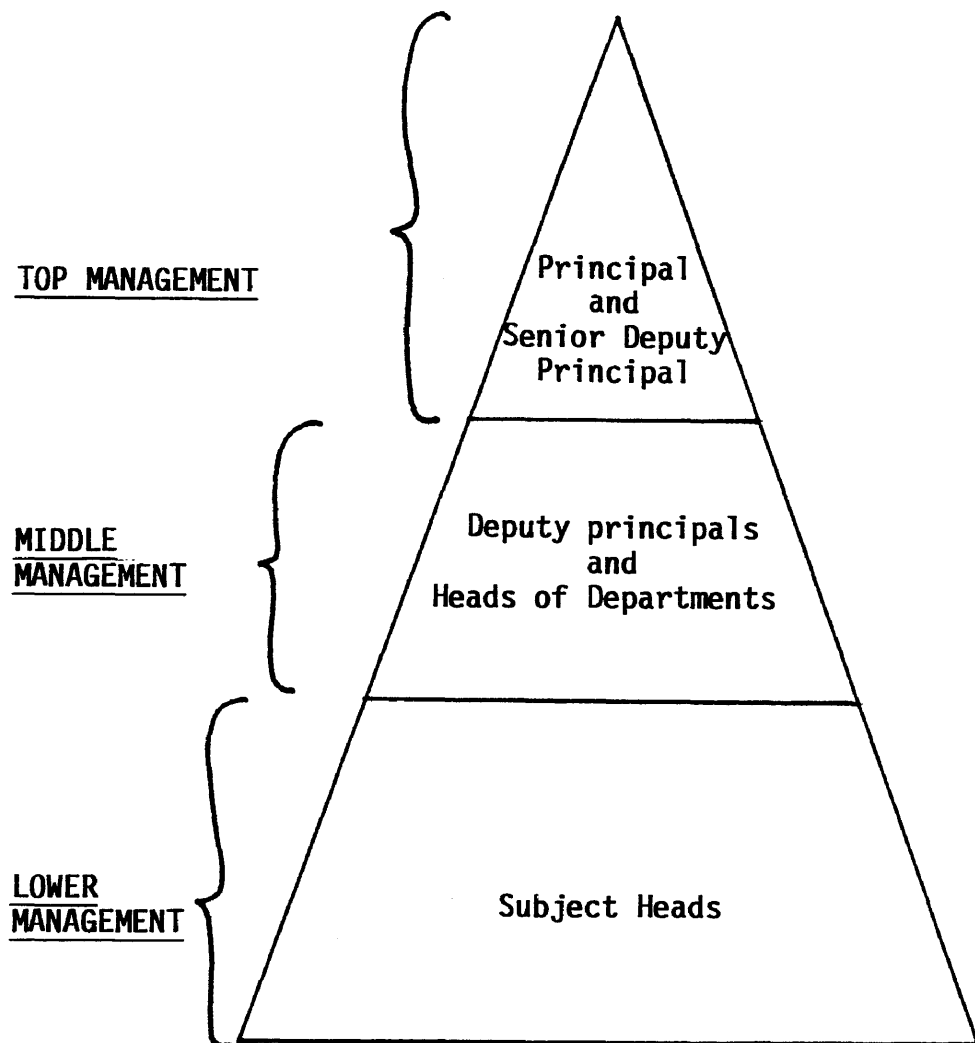 TOP MANAGEMENT
Principal
and
Senior Deputy
Principal
MIDDLE
MANAGEMENT
Deputy principals
and
Heads of Departments
LOWER
MANAGEMENT
Subject Heads